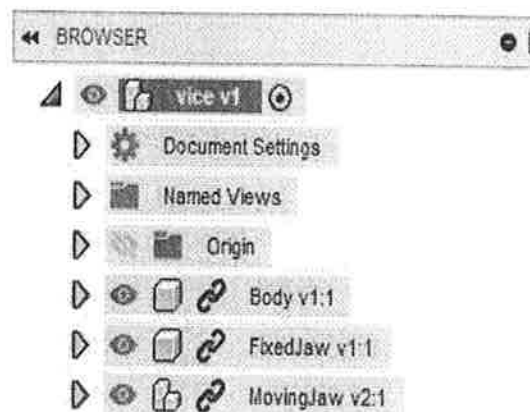 BROWSER
vice v1
Document Settings
Named Views
Origin
Body v1:1
FixedJaw v1:1
MovingJaw v2:1